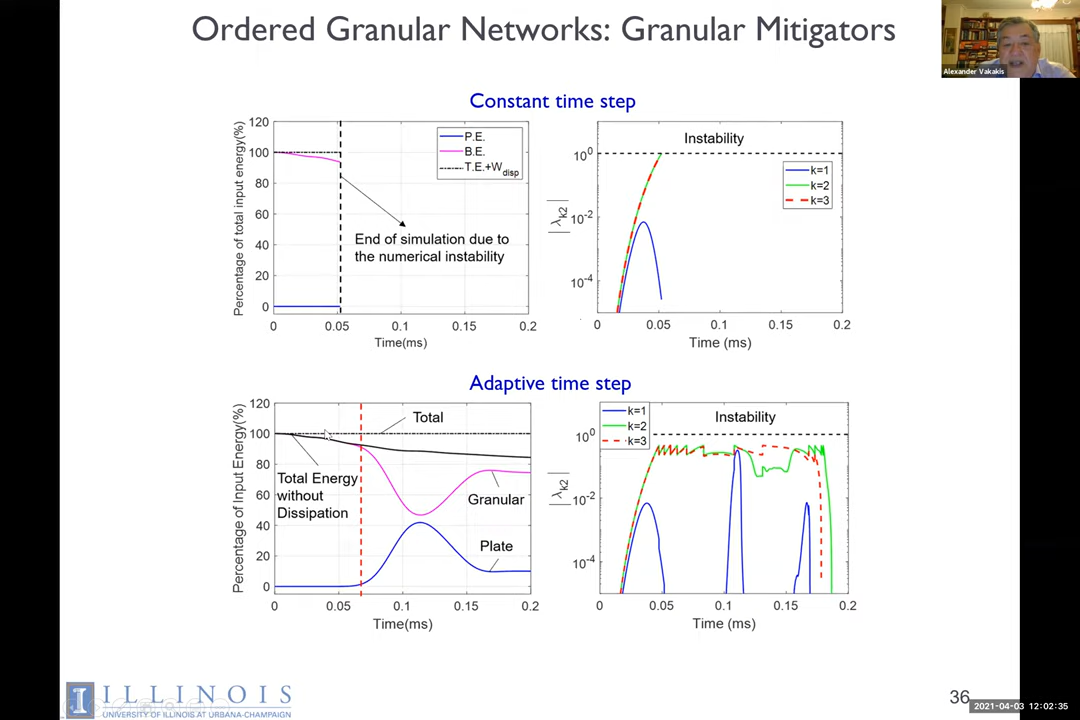 Ordered Granular Networks: Granular Mitigators
Alexander Vakakis
Constant time step
Percentage of total input energy(%)
120
100
80
60
40
20
0
0
0.05
0.1
0.15
0.2
Time(ms)
P.E.
B.E.
T.E.+W_disp
End of simulation due to
the numerical instability
|λ_k2|
10^0
10^-2
10^-4
Instability
k=1
k=2
k=3
0
0.05
0.1
0.15
0.2
Time (ms)
Adaptive time step
Percentage of Input Energy(%)
120
100
80
60
40
20
0
Total
Total Energy
without
Dissipation
Granular
Plate
0
0.05
0.1
0.15
0.2
Time(ms)
|λ_k2|
10^0
10^-2
10^-4
k=1
k=2
k=3
Instability
0
0.05
0.1
0.15
0.2
Time (ms)
I ILLINOIS
UNIVERSITY OF ILLINOIS AT URBANA-CHAMPAIGN
36
2021-04-03 12:02:35